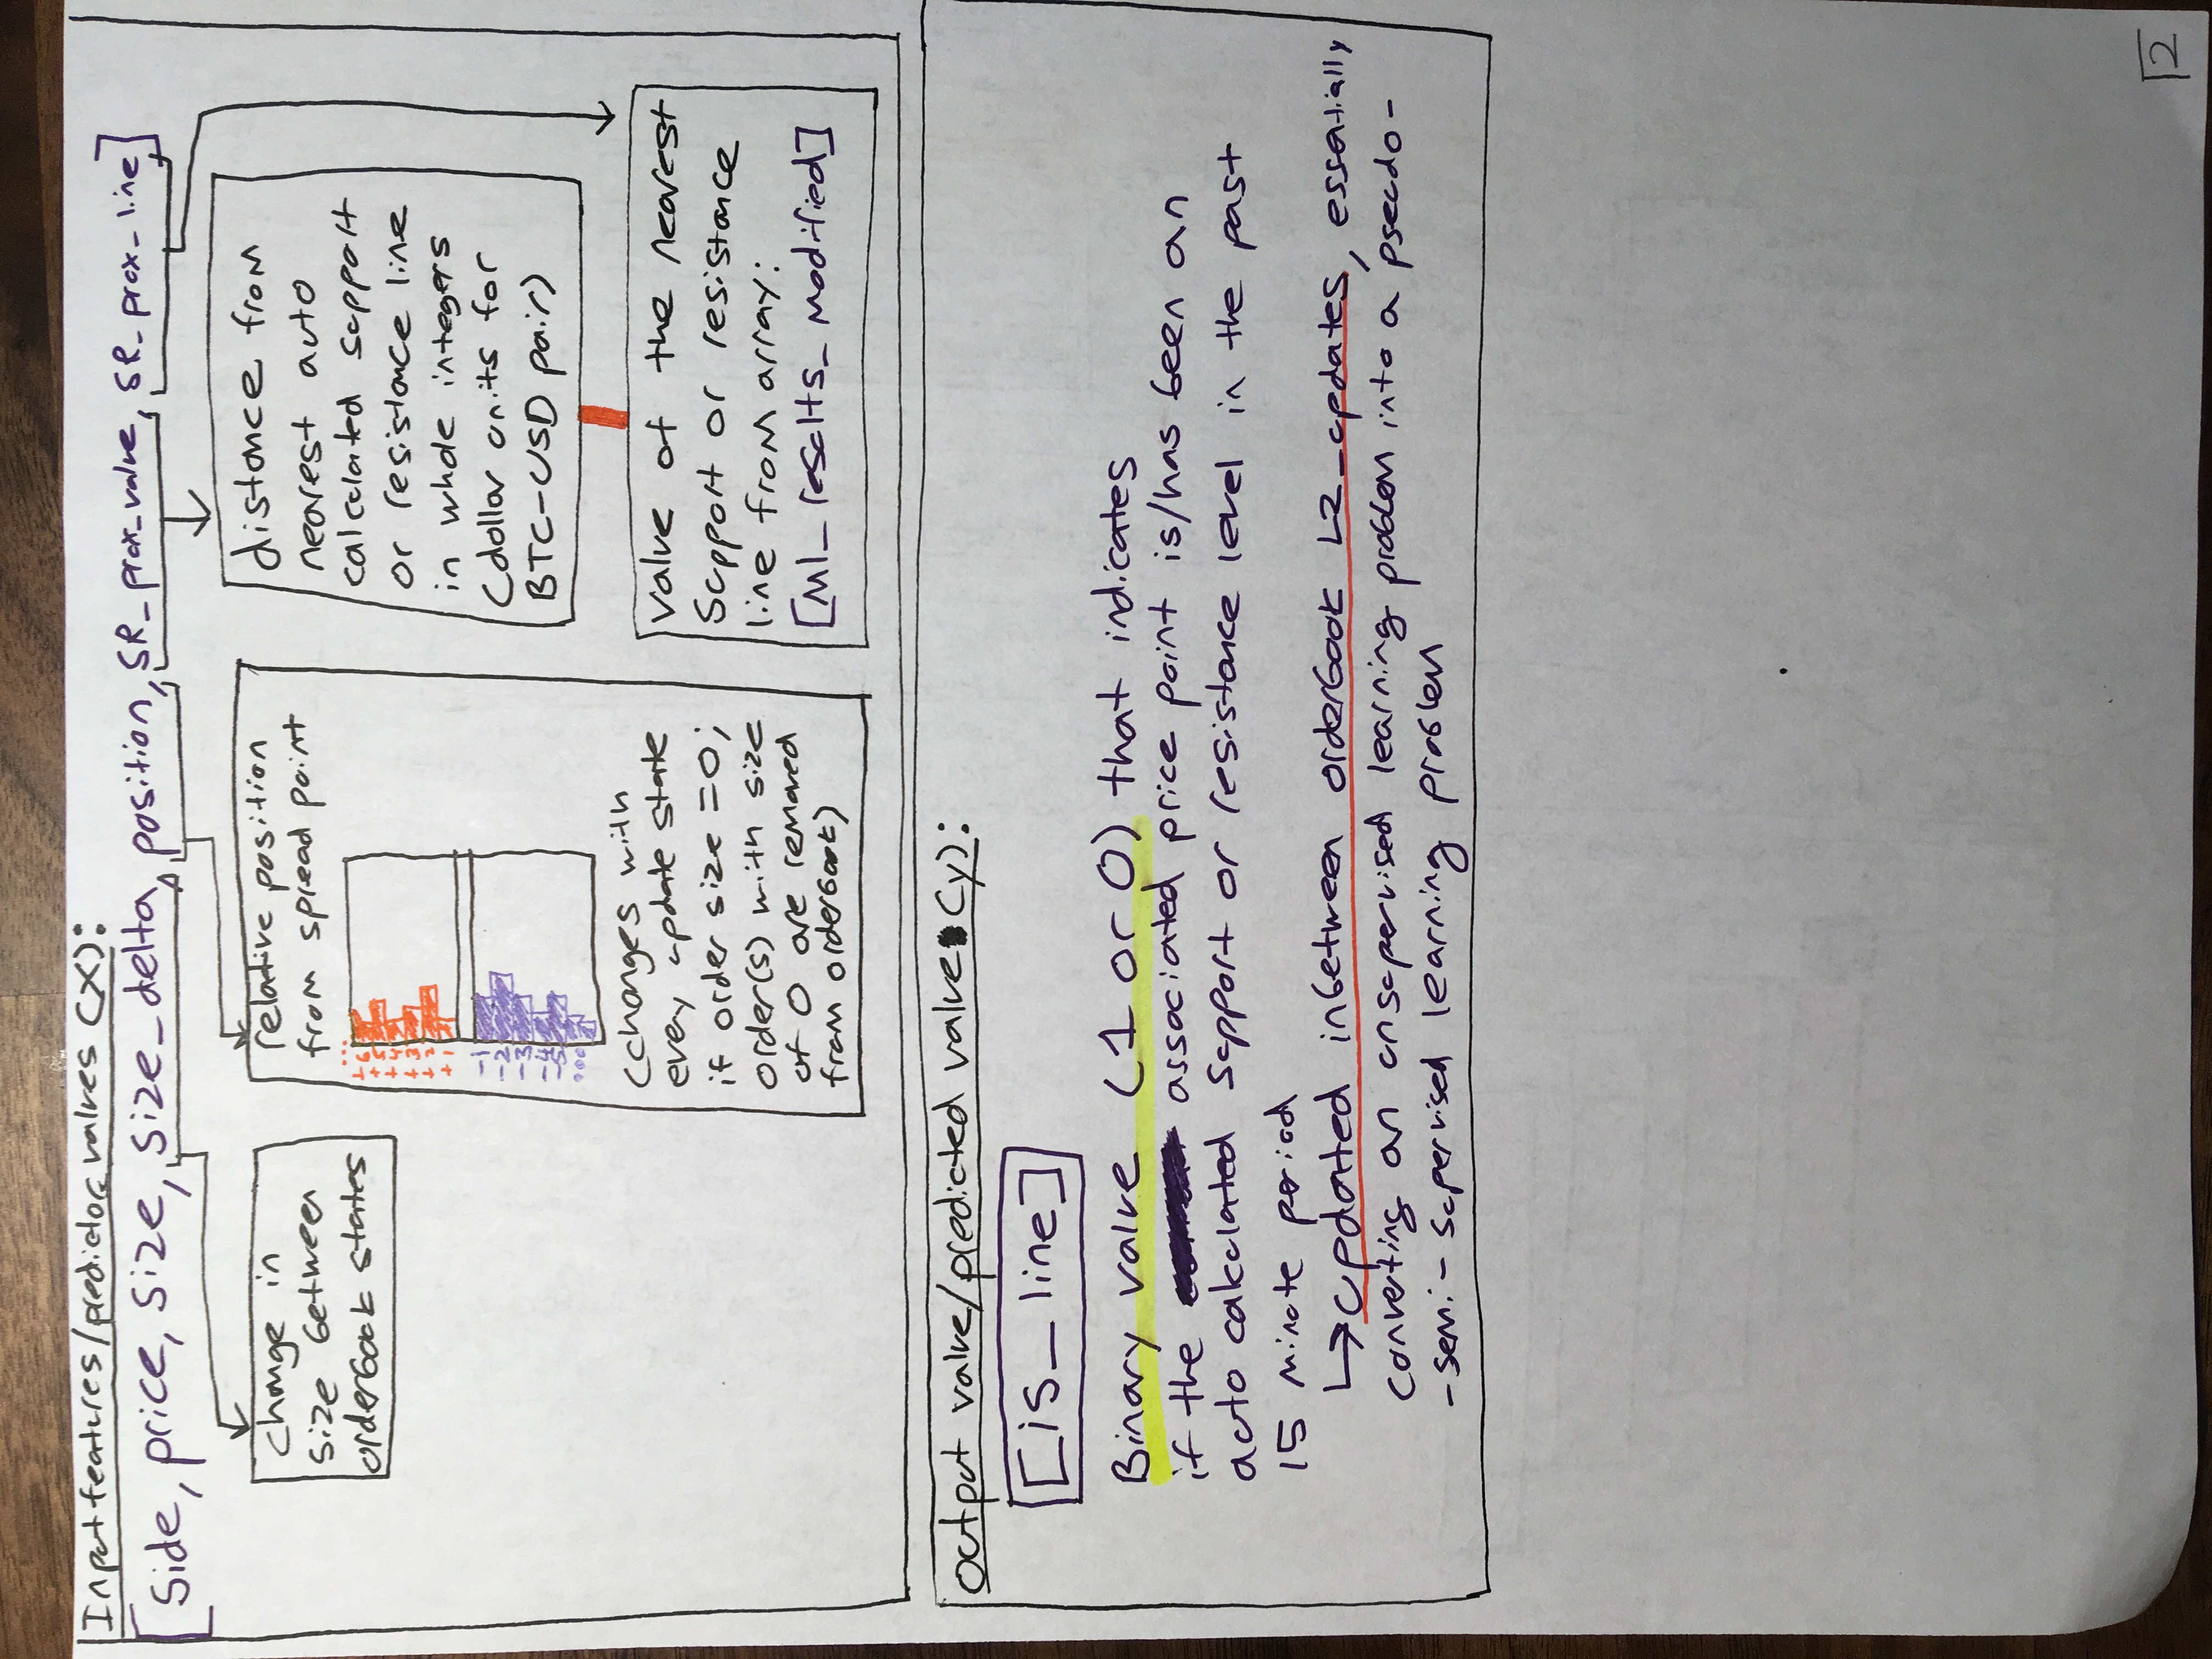 Input features/predictor values (X):
[side, price, size, size_delta, position, SR_prox_value, SR_prox_line]
change in
size between
orderbook states
relative position
from spread point
...
+6
+5
+4
+3
+2
+1
-1
-2
-3
-4
-5
...
(changes with
every update state
if order size =0;
order(s) with size
of 0 are removed
from orderbook)
distance from
nearest auto
calculated support
or resistance line
in whole integers
(dollar units for
BTC-USD pair)
value of the nearest
support or resistance
line from array:
[ml_results_modified]
Output value/predicted value (y):
[is_line]
Binary value (1 or 0) that indicates
if the associated price point is/has been an
auto calculated support or resistance level in the past
15 minute period
↳updated inbetween orderbook L2_updates, essentially
converting an unsupervised learning problem into a pseudo-
-semi-supervised learning problem
2